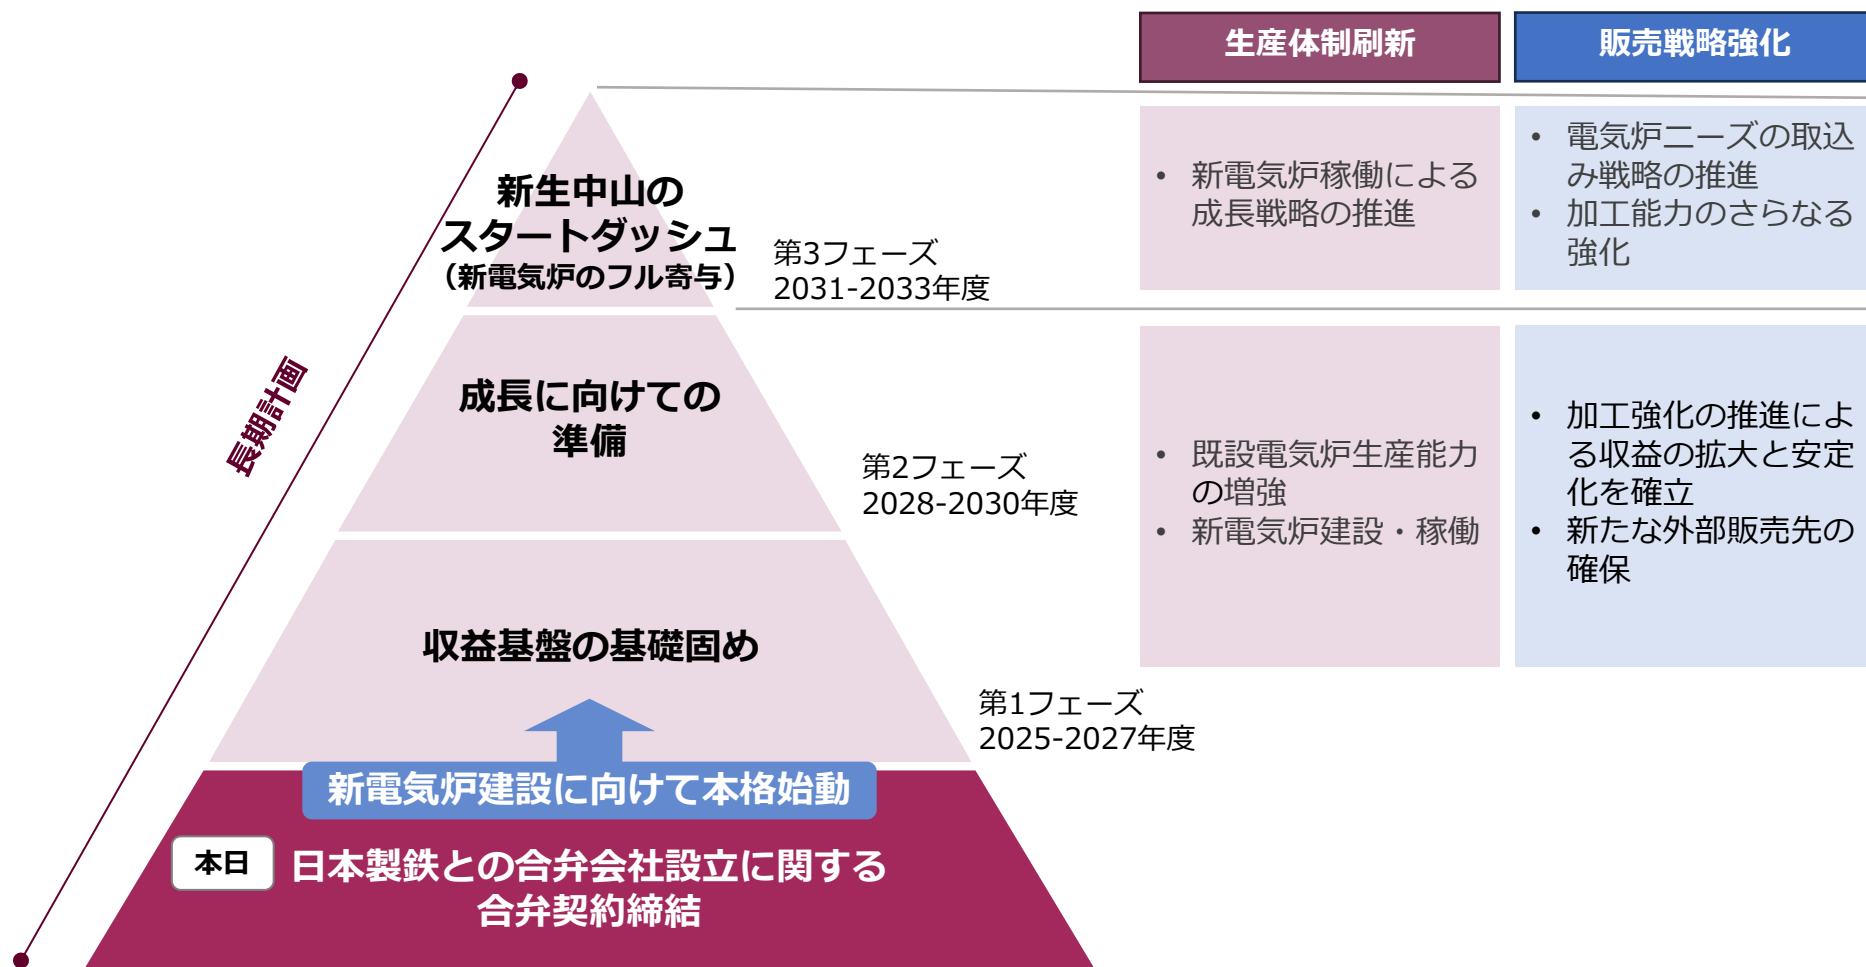 生産体制刷新
販売戦略強化
長期計画
新生中山の
スタートダッシュ
（新電気炉のフル寄与）
第3フェーズ
2031-2033年度
• 新電気炉稼働による
成長戦略の推進
• 電気炉ニーズの取込
み戦略の推進
• 加工能力のさらなる
強化
成長に向けての
準備
第2フェーズ
2028-2030年度
• 既設電気炉生産能力
の増強
• 新電気炉建設・稼働
• 加工強化の推進によ
る収益の拡大と安定
化を確立
• 新たな外部販売先の
確保
収益基盤の基礎固め
第1フェーズ
2025-2027年度
新電気炉建設に向けて本格始動
本日
日本製鉄との合弁会社設立に関する
合弁契約締結